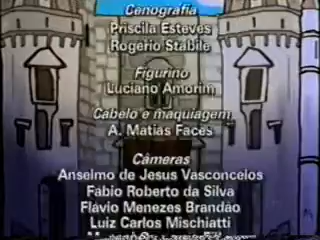 Cenografia
Priscila Esteves
Rogério Stabile
Figurino
Luciano Amorim
Cabelo e maquiagem
A. Matias Faces
Câmeras
Anselmo de Jesus Vasconcelos
Fábio Roberto da Silva
Flávio Menezes Brandão
Luiz Carlos Mischiatti